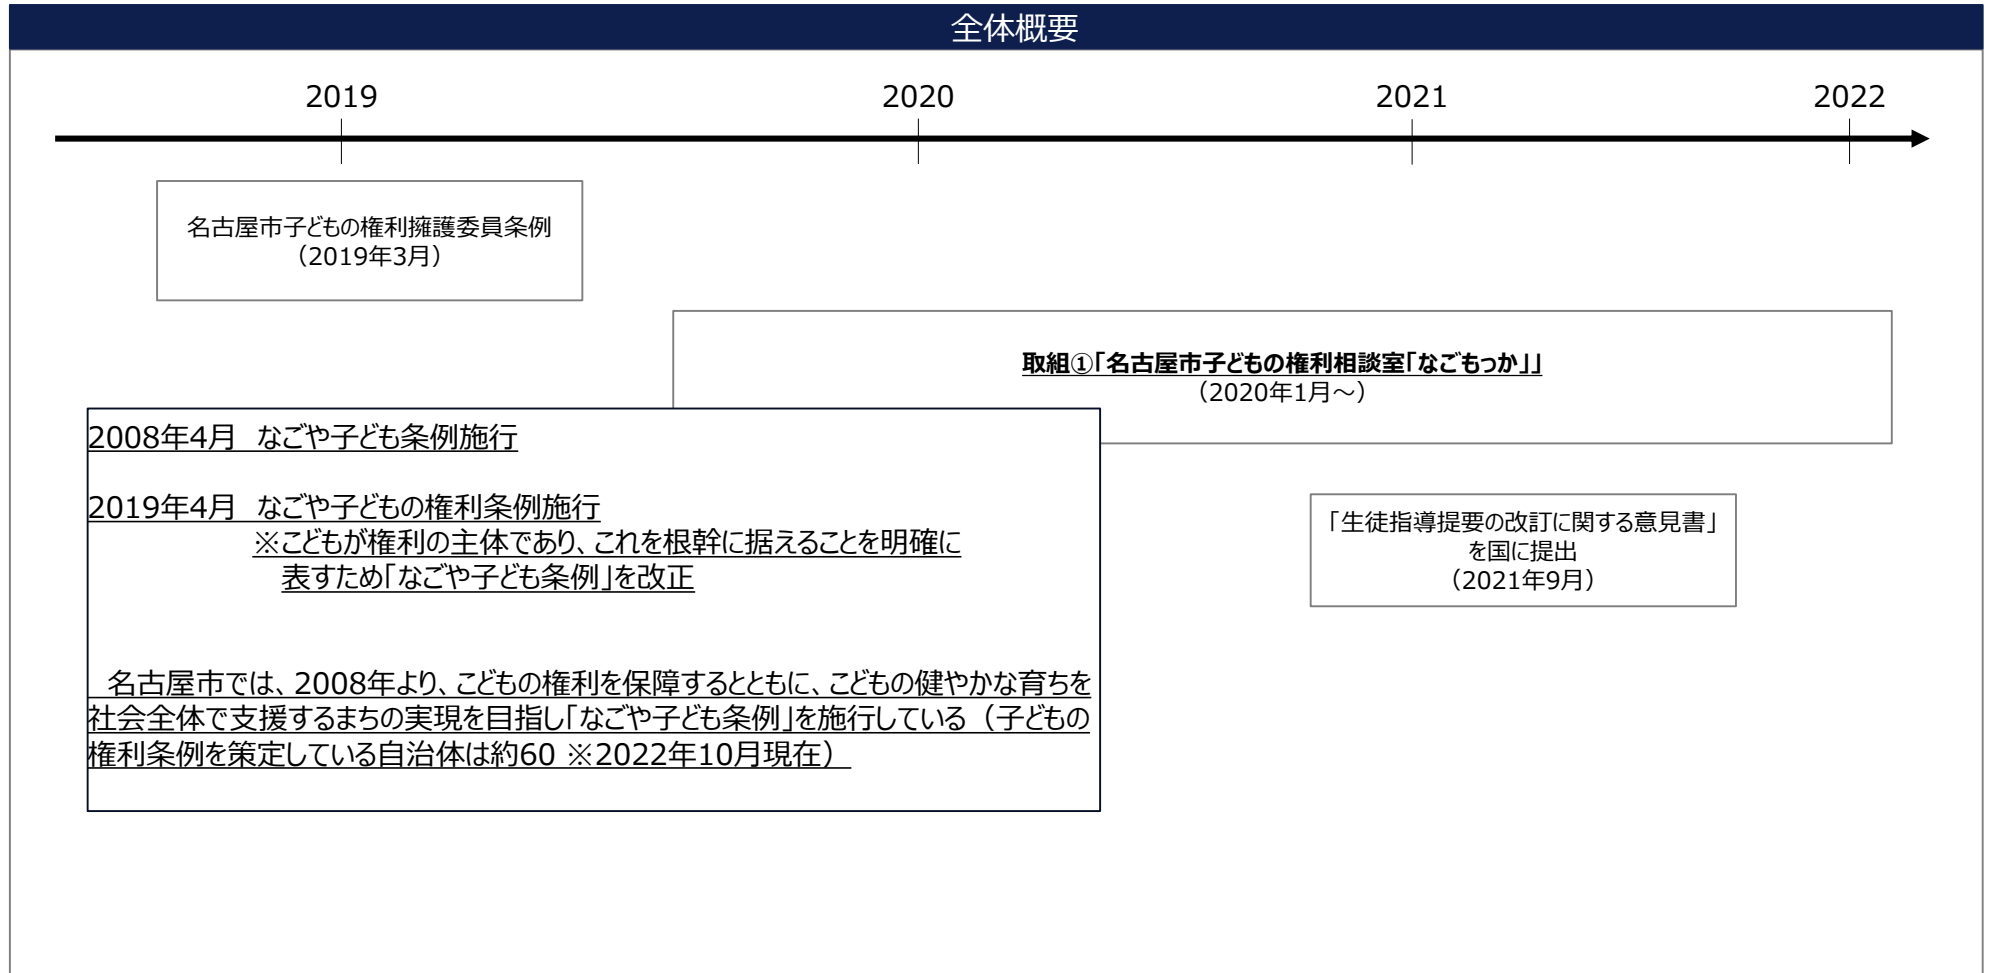 全体概要
2019
2020
2021
2022
名古屋市子どもの権利擁護委員条例
（2019年3月）
取組①「名古屋市子どもの権利相談室「なごもっか」」
（2020年1月～）
2008年4月　なごや子ども条例施行
2019年4月　なごや子どもの権利条例施行
※こどもが権利の主体であり、これを根幹に据えることを明確に
表すため「なごや子ども条例」を改正
名古屋市では、2008年より、こどもの権利を保障するとともに、こどもの健やかな育ちを
社会全体で支援するまちの実現を目指し「なごや子ども条例」を施行している（子どもの
権利条例を策定している自治体は約60 ※2022年10月現在）
「生徒指導提要の改訂に関する意見書」
を国に提出
（2021年9月）